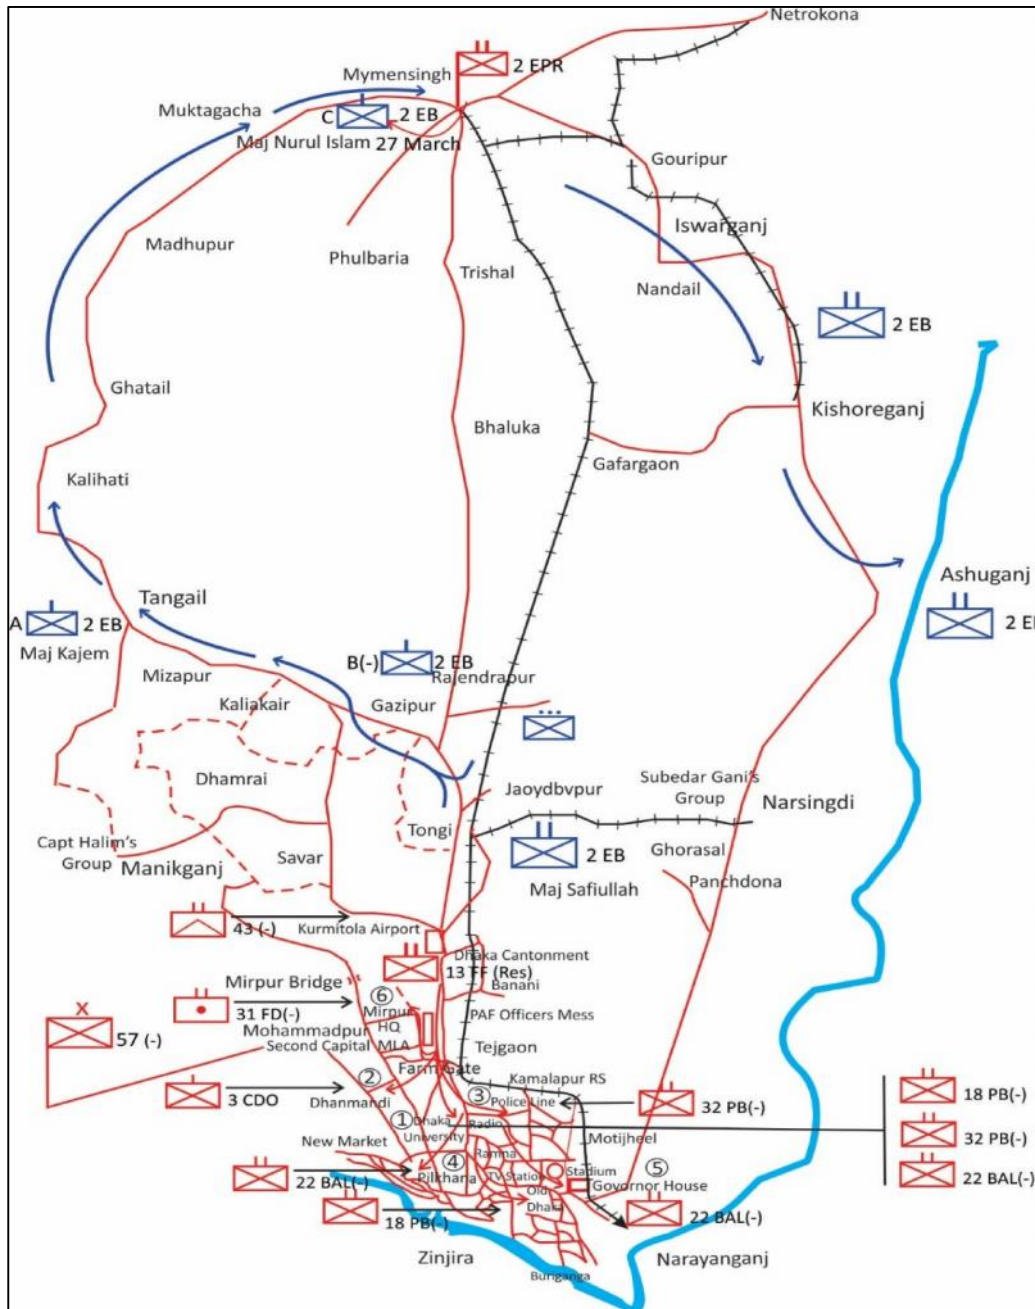 Netrokona
2 EPR
Mymensingh
Muktagacha
C
2 EB
Maj Nurul Islam 27 March
Gouripur
Iswarganj
Madhupur
Phulbaria
Trishal
Nandail
2 EB
Ghatail
Kishoreganj
Bhaluka
Gafargaon
Kalihati
Ashuganj
Tangail
A
2 EB
Maj Kajem
B(-)
2 EB
Rajendrapur
Mizapur
Kaliakair
Gazipur
Dhamrai
Jaoydbvpur
Subedar Gani's
Group
Narsingdi
Tongi
Capt Halim's
Group
Manikganj
Savar
2 EB
Maj Safiullah
Ghorasal
Panchdona
43 (-)
Kurmitola Airport
Dhaka Cantonment
13 FF (Res)
Banani
Mirpur Bridge
⑥
Mirpur
31 FD(-)
HQ
PAF Officers Mess
X
57 (-)
Mohammadpur
Second Capital
MLA
Tejgaon
Farm Gate
②
Kamalapur RS
3 CDO
Dhanmandi
③
Police Line
32 PB(-)
18 PB(-)
①
Dhaka
University
Radio
Motijheel
32 PB(-)
New Market
Ramna
④
⑤
22 BAL(-)
Pilkhana
TV Station
Stadium
Governor House
22 BAL(-)
18 PB(-)
Old
Dhaka
22 BAL(-)
Zinjira
Narayanganj
Buriganga